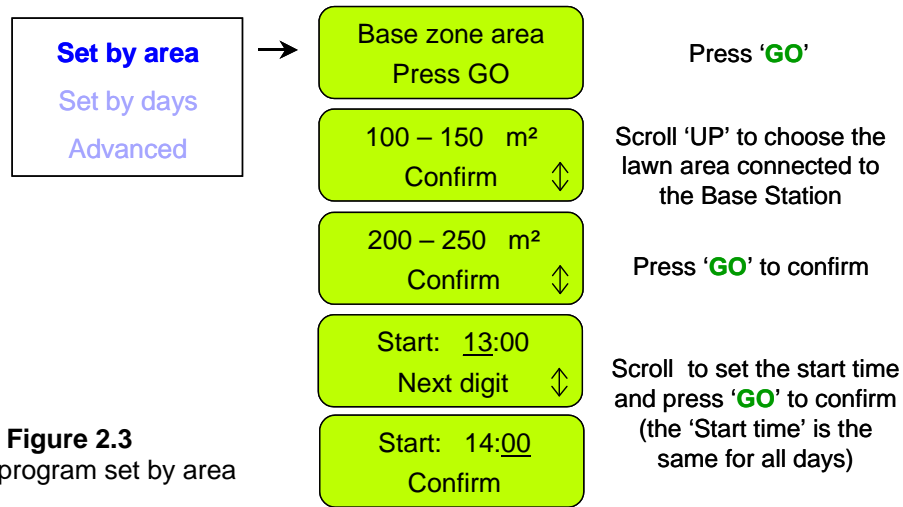 Set by area
Set by days
Advanced
Base zone area
Press GO
Press ‘GO’
100 – 150 m²
Confirm
Scroll ‘UP’ to choose the
lawn area connected to
the Base Station
200 – 250 m²
Confirm
Press ‘GO’ to confirm
Start: 13:00
Next digit
Scroll to set the start time
and press ‘GO’ to confirm
(the ‘Start time’ is the
same for all days)
Start: 14:00
Confirm
Figure 2.3
program set by area